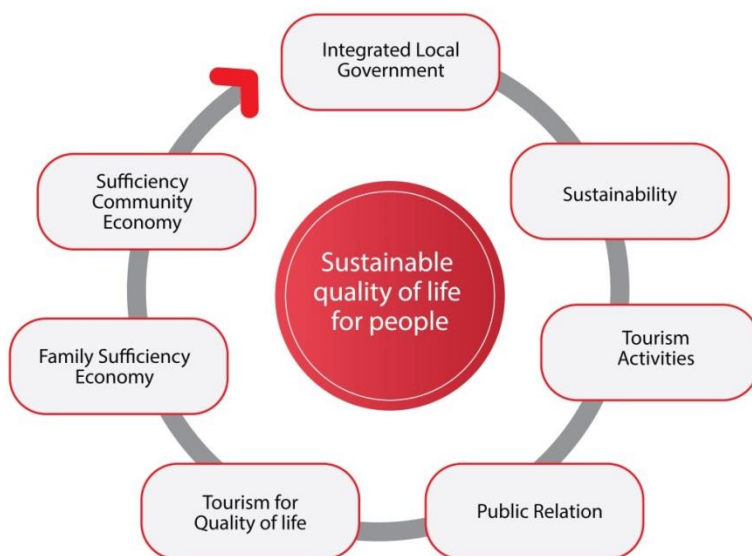 Integrated Local
Government
Sustainability
Tourism
Activities
Public Relation
Tourism for
Quality of life
Family Sufficiency
Economy
Sufficiency
Community
Economy
Sustainable
quality of life
for people